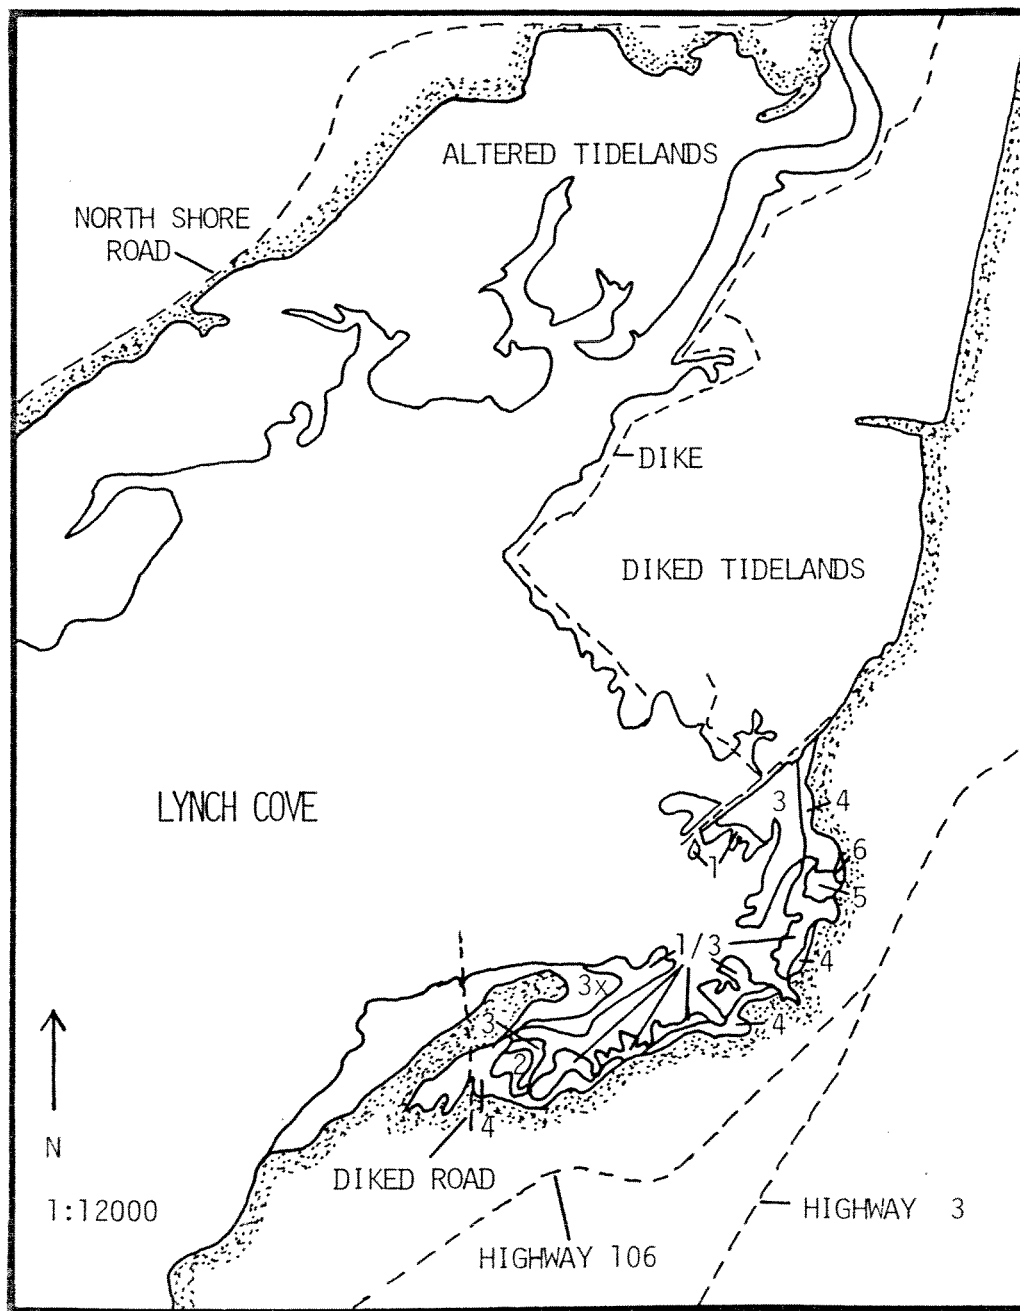 ALTERED TIDELANDS
NORTH SHORE
ROAD
DIKE
DIKED TIDELANDS
LYNCH COVE
3
4
1
6
5
1/3
4
3x
3
4
2
4
N
DIKED ROAD
1:12000
HIGHWAY 3
HIGHWAY 106